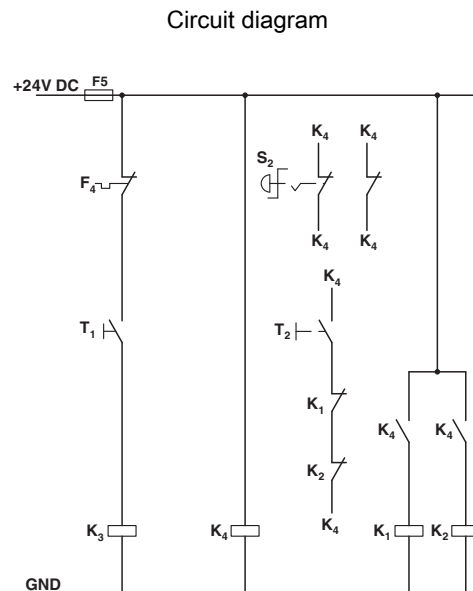 Circuit diagram
+24V DC F5
K₄ K₄
S₂
F₄
K₄ K₄
K₄
T₁ T₂
K₁
K₄ K₄
K₂
K₄
K₃ K₄ K₁ K₂
GND